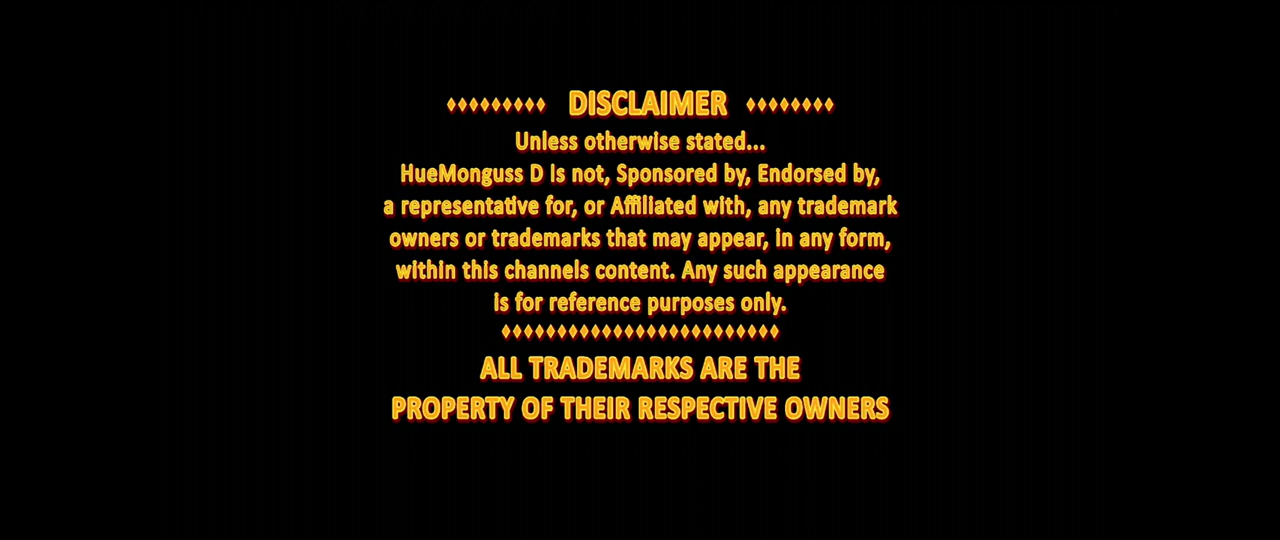 ♦♦♦♦♦♦♦♦♦ DISCLAIMER ♦♦♦♦♦♦♦♦
Unless otherwise stated...
HueMonguss D is not, Sponsored by, Endorsed by,
a representative for, or Affiliated with, any trademark
owners or trademarks that may appear, in any form,
within this channels content. Any such appearance
is for reference purposes only.
♦♦♦♦♦♦♦♦♦♦♦♦♦♦♦♦♦♦♦♦♦♦♦♦♦
ALL TRADEMARKS ARE THE
PROPERTY OF THEIR RESPECTIVE OWNERS